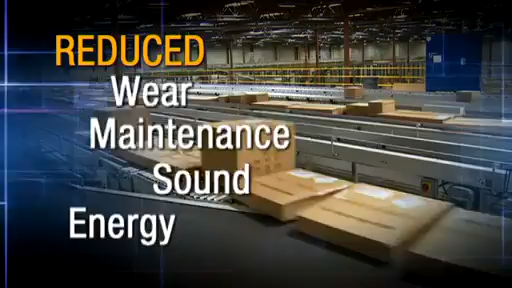 REDUCED
Wear
Maintenance
Sound
Energy